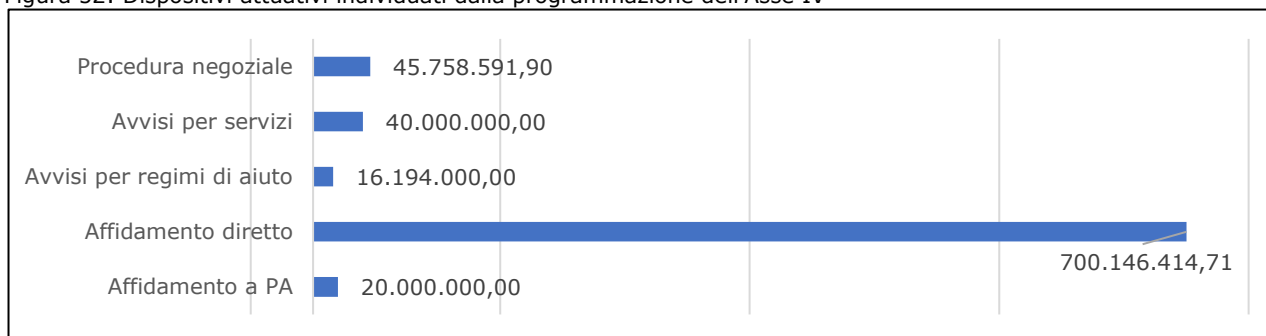 Figura 32: Dispositivi attuativi individuati dalla programmazione dell'Asse IV
Procedura negoziale 45.758.591,90
Avvisi per servizi 40.000.000,00
Avvisi per regimi di aiuto 16.194.000,00
Affidamento diretto
700.146.414,71
Affidamento a PA 20.000.000,00